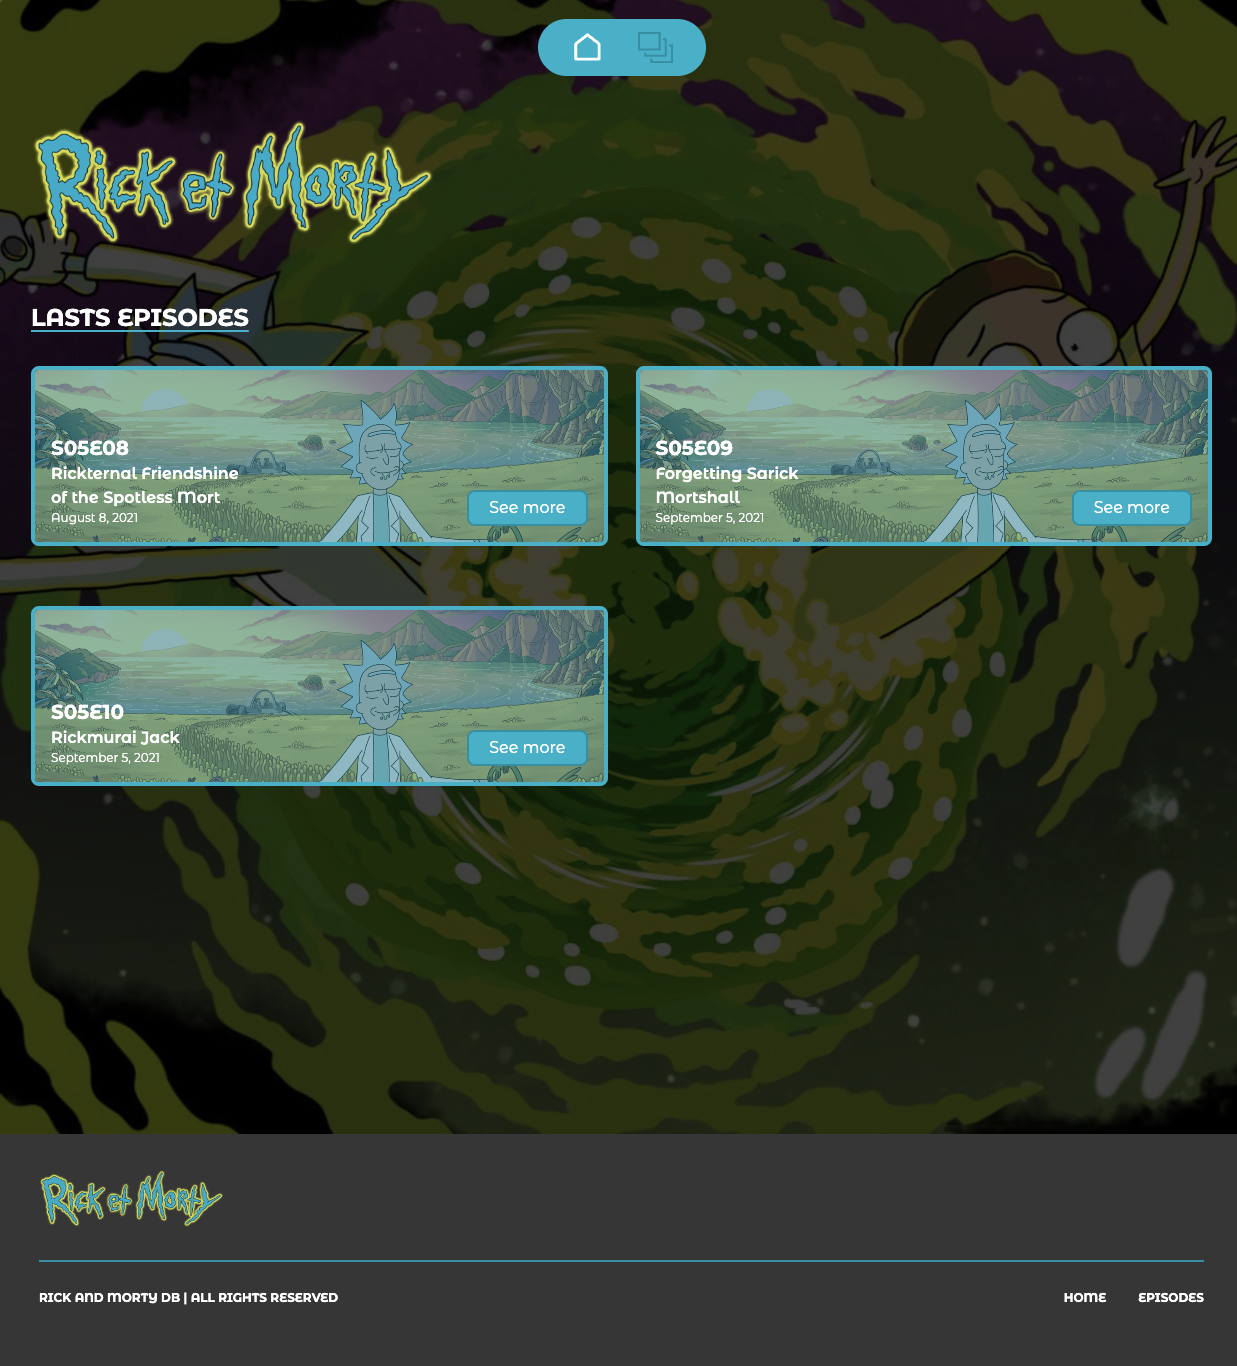 Rick et Morty
LASTS EPISODES
S05E08
Rickternal Friendshine
of the Spotless Mort
August 8, 2021
See more
S05E09
Forgetting Sarick
Mortshall
September 5, 2021
See more
S05E10
Rickmurai Jack
September 5, 2021
See more
Rick et Morty
RICK AND MORTY DB | ALL RIGHTS RESERVED
HOME
EPISODES